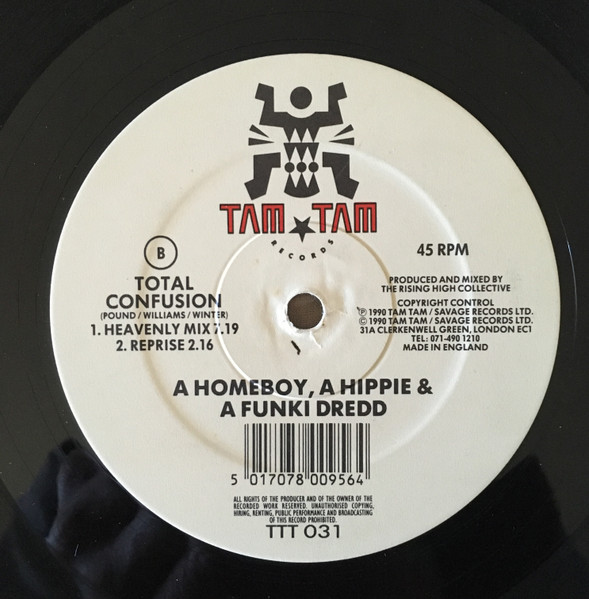 TAM TAM
RECORDS
B
45 RPM
TOTAL
CONFUSION
(POUND / WILLIAMS / WINTER)
1. HEAVENLY MIX 7.19
2. REPRISE 2.16
PRODUCED AND MIXED BY
THE RISING HIGH COLLECTIVE
COPYRIGHT CONTROL
℗ 1990 TAM TAM / SAVAGE RECORDS LTD.
© 1990 TAM TAM / SAVAGE RECORDS LTD.
31A CLERKENWELL GREEN, LONDON EC1
TEL: 071-490 1210
MADE IN ENGLAND
A HOMEBOY, A HIPPIE &
A FUNKI DREDD
5 017078 009564
ALL RIGHTS OF THE PRODUCER AND OF THE OWNER OF THE
RECORDED WORK RESERVED. UNAUTHORISED COPYING,
HIRING, RENTING, PUBLIC PERFORMANCE AND BROADCASTING
OF THIS RECORD PROHIBITED.
TTT 031